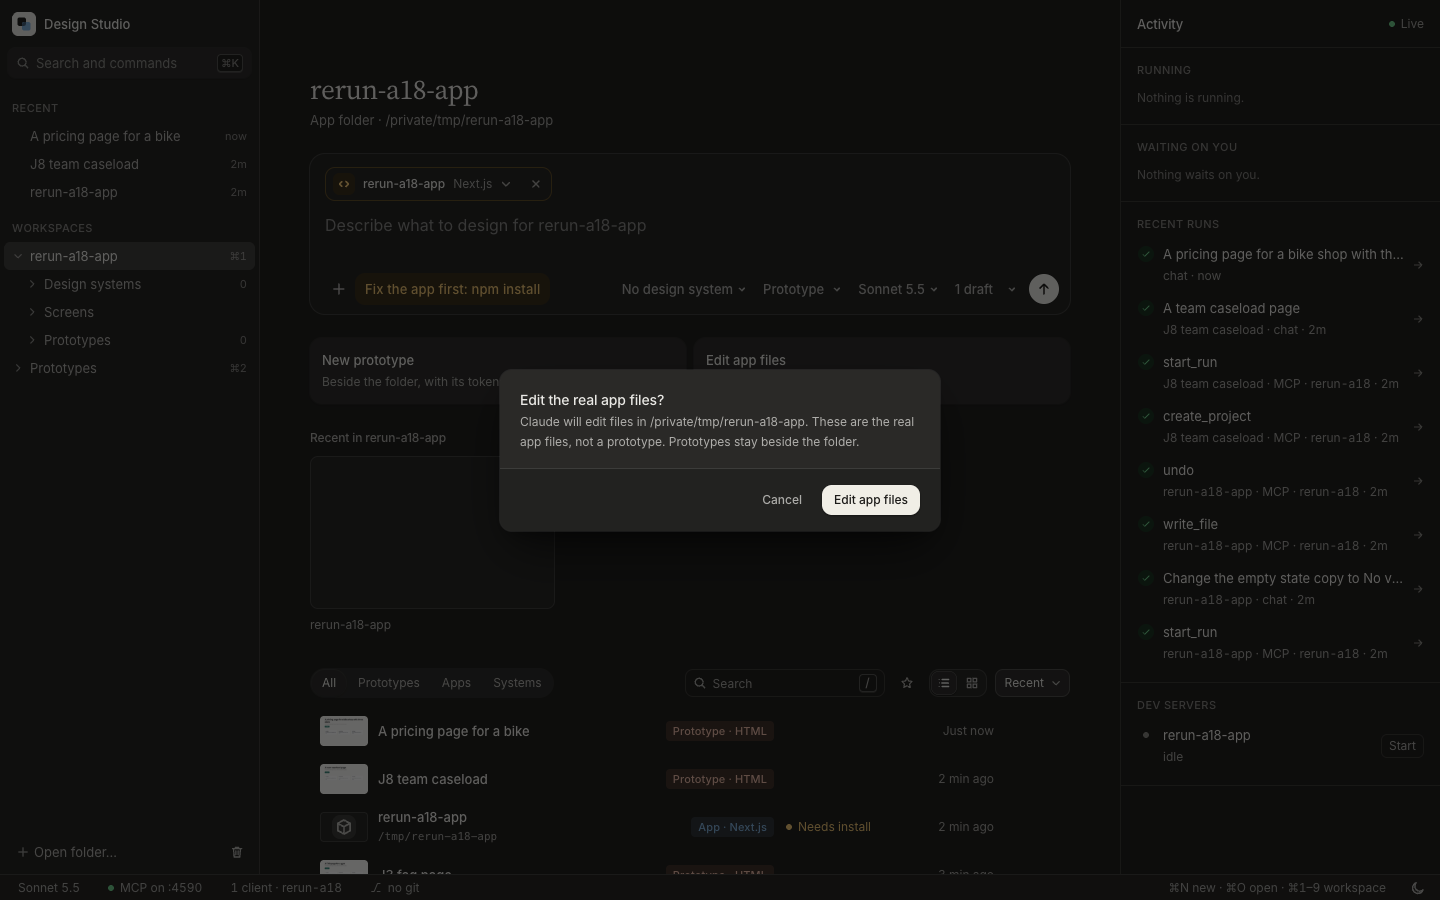 Design Studio
Search and commands ⌘K
RECENT
A pricing page for a bike now
J8 team caseload 2m
rerun-a18-app 2m
WORKSPACES
rerun-a18-app ⌘1
Design systems 0
Screens
Prototypes 0
Prototypes ⌘2
Open folder...
rerun-a18-app
App folder · /private/tmp/rerun-a18-app
rerun-a18-app Next.js
Describe what to design for rerun-a18-app
Fix the app first: npm install No design system Prototype Sonnet 5.5 1 draft
New prototype
Beside the folder, with its token
Edit app files
Edit the real app files?
Claude will edit files in /private/tmp/rerun-a18-app. These are the real
app files, not a prototype. Prototypes stay beside the folder.
Cancel Edit app files
Recent in rerun-a18-app
rerun-a18-app
All Prototypes Apps Systems Search / Recent
A pricing page for a bike Prototype · HTML Just now
J8 team caseload Prototype · HTML 2 min ago
rerun-a18-app App · Next.js Needs install 2 min ago
/tmp/rerun-a18-app
Activity Live
RUNNING
Nothing is running.
WAITING ON YOU
Nothing waits on you.
RECENT RUNS
A pricing page for a bike shop with th...
chat · now
A team caseload page
J8 team caseload · chat · 2m
start_run
J8 team caseload · MCP · rerun-a18 · 2m
create_project
J8 team caseload · MCP · rerun-a18 · 2m
undo
rerun-a18-app · MCP · rerun-a18 · 2m
write_file
rerun-a18-app · MCP · rerun-a18 · 2m
Change the empty state copy to No v...
rerun-a18-app · chat · 2m
start_run
rerun-a18-app · MCP · rerun-a18 · 2m
DEV SERVERS
rerun-a18-app
idle
Start
Sonnet 5.5 MCP on :4590 1 client · rerun-a18 no git ⌘N new · ⌘O open · ⌘1–9 workspace